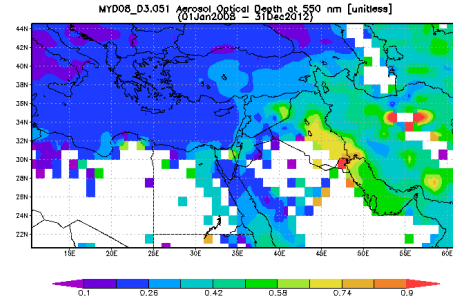 MYD08_D3.051 Aerosol Optical Depth at 550 nm [unitless]
(01Jan2008 - 31Dec2012)
44N
42N
40N
38N
36N
34N
32N
30N
28N
26N
24N
22N
15E 20E 25E 30E 35E 40E 45E 50E 55E 60E
0.1 0.26 0.42 0.58 0.74 0.9